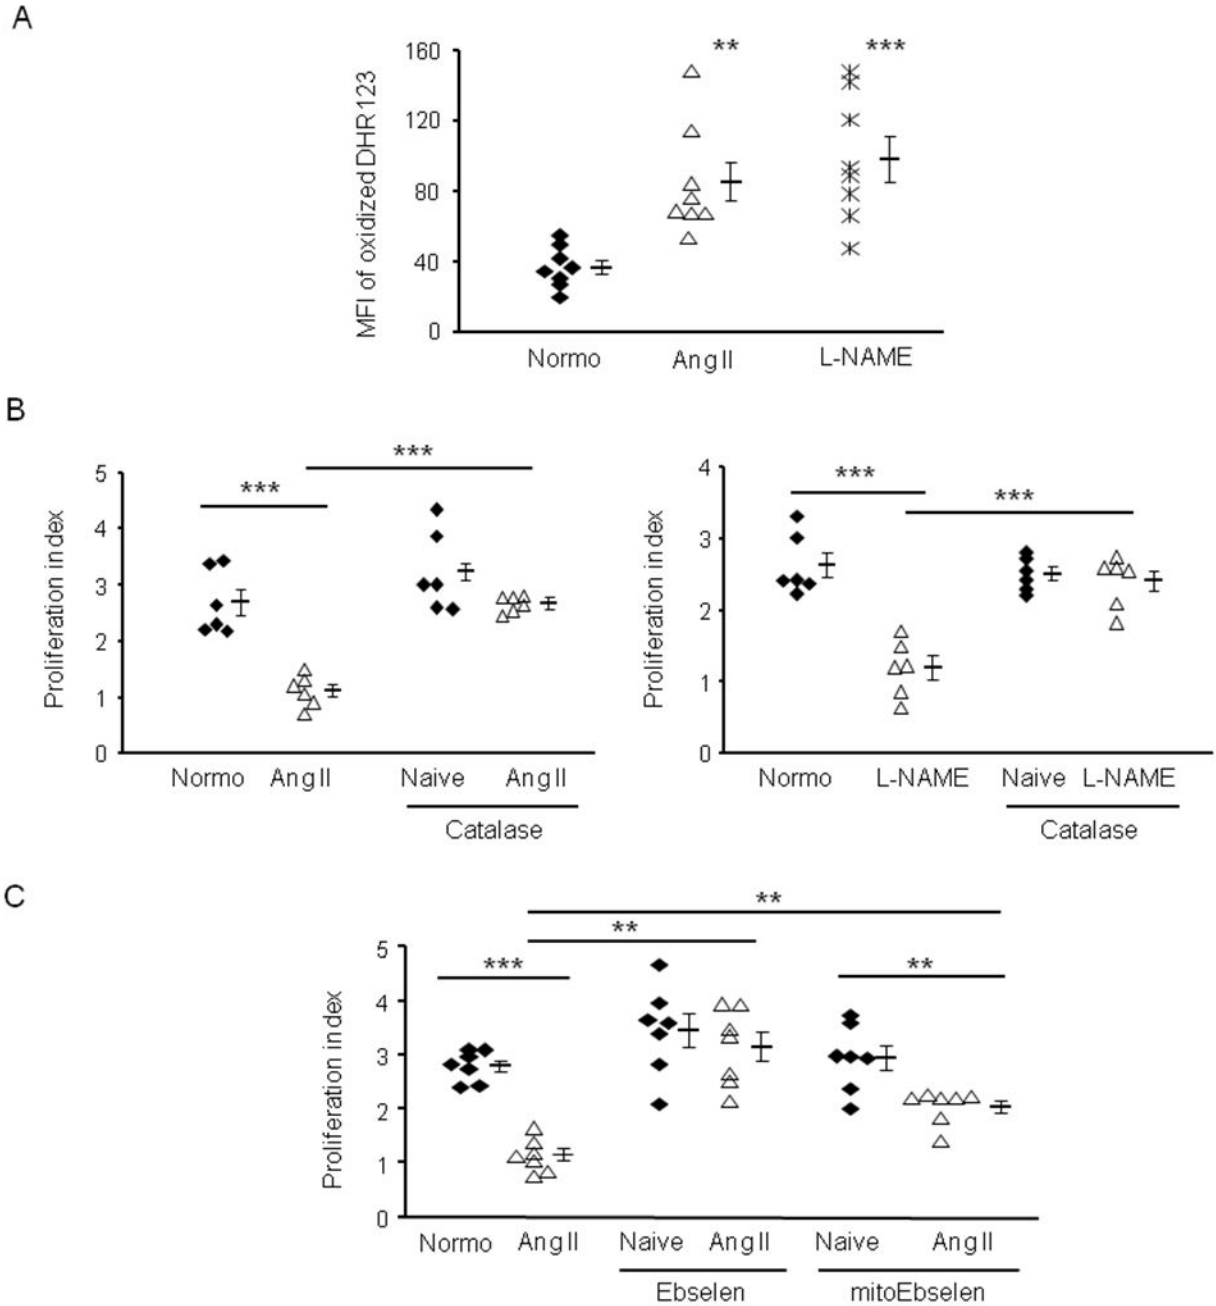 A
** ***
160
120
80
40
0
MFI of oxidized DHR123
Normo Ang II L-NAME
B
***
***
5
4
3
2
1
0
Proliferation index
Normo Ang II Naive Ang II
Catalase
***
***
4
3
2
1
0
Proliferation index
Normo L-NAME Naive L-NAME
Catalase
C
**
**
***
**
5
4
3
2
1
0
Proliferation index
Normo Ang II Naive Ang II Naive Ang II
Ebselen mitoEbselen